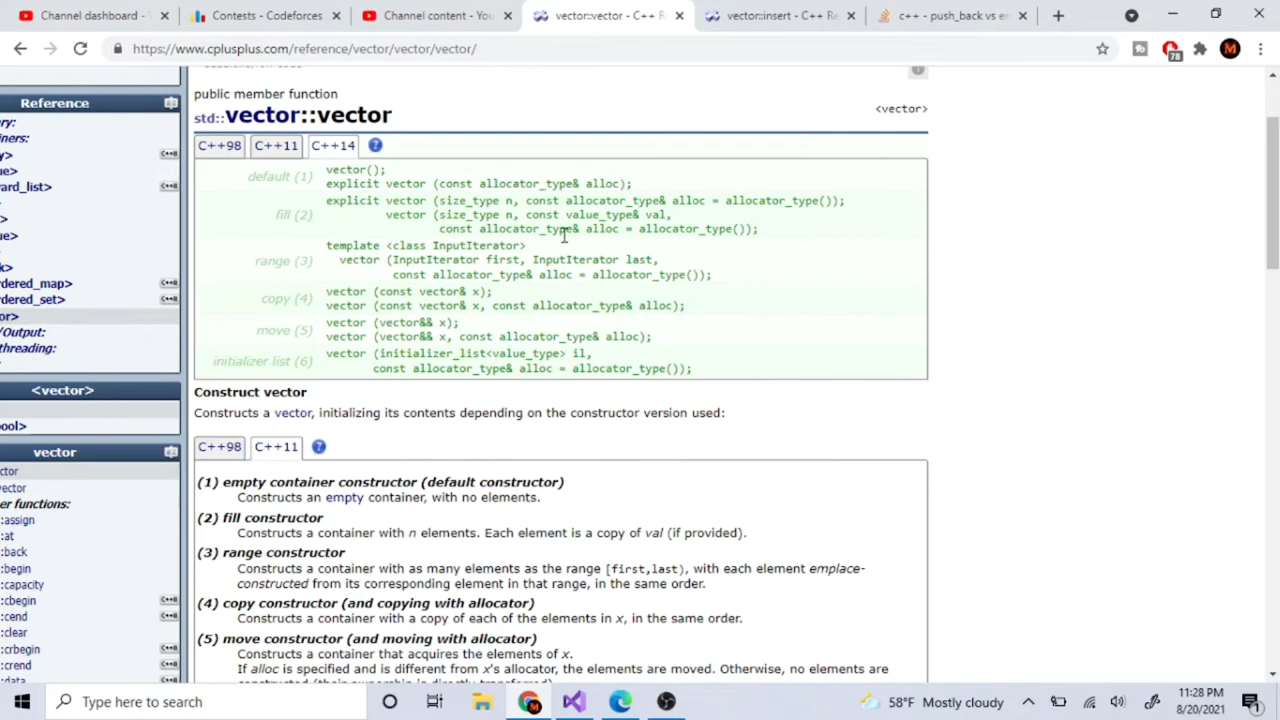 Channel dashboard - YouTu
Contests - Codeforces
Channel content - You
vector::vector - C++ Re
vector::insert - C++ Re
c++ - push_back vs e
https://www.cplusplus.com/reference/vector/vector/vector/
78
M
Reference
public member function
std::vector::vector
<vector>
C++98
C++11
C++14
?
default (1)
vector();
explicit vector (const allocator_type& alloc);
fill (2)
explicit vector (size_type n, const allocator_type& alloc = allocator_type());
vector (size_type n, const value_type& val,
const allocator_type& alloc = allocator_type());
range (3)
template <class InputIterator>
vector (InputIterator first, InputIterator last,
const allocator_type& alloc = allocator_type());
copy (4)
vector (const vector& x);
vector (const vector& x, const allocator_type& alloc);
move (5)
vector (vector&& x);
vector (vector&& x, const allocator_type& alloc);
initializer list (6)
vector (initializer_list<value_type> il,
const allocator_type& alloc = allocator_type());
Construct vector
Constructs a vector, initializing its contents depending on the constructor version used:
C++98
C++11
?
(1) empty container constructor (default constructor)
Constructs an empty container, with no elements.
(2) fill constructor
Constructs a container with n elements. Each element is a copy of val (if provided).
(3) range constructor
Constructs a container with as many elements as the range [first,last), with each element emplace-
constructed from its corresponding element in that range, in the same order.
(4) copy constructor (and copying with allocator)
Constructs a container with a copy of each of the elements in x, in the same order.
(5) move constructor (and moving with allocator)
Constructs a container that acquires the elements of x.
If alloc is specified and is different from x's allocator, the elements are moved. Otherwise, no elements are
ry:
iners:
y>
ue>
ard_list>
>
ue>
k>
rdered_map>
rdered_set>
or>
/Output:
threading:
<vector>
ool>
vector
ctor
vector
er functions:
:assign
:at
:back
:begin
:capacity
:cbegin
:cend
:clear
:crbegin
:crend
Type here to search
58°F Mostly cloudy
11:28 PM
8/20/2021
1